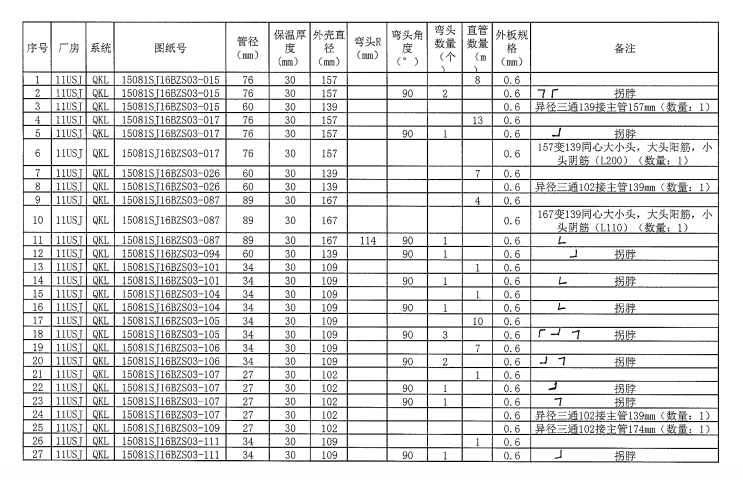 序号 厂房 系统 图纸号 管径（mm） 保温厚度（mm） 外壳直径（mm） 弯头R（mm） 弯头角度（°） 弯头数量（个） 直管数量（m） 外板规格（mm） 备注
1 11USJ QKL 15081SJ16BZS03-015 76 30 157 8 0.6
2 11USJ QKL 15081SJ16BZS03-015 76 30 157 90 2 0.6 拐脖
3 11USJ QKL 15081SJ16BZS03-015 60 30 139 0.6 异径三通139接主管157mm（数量：1）
4 11USJ QKL 15081SJ16BZS03-017 76 30 157 13 0.6
5 11USJ QKL 15081SJ16BZS03-017 76 30 157 90 1 0.6 拐脖
6 11USJ QKL 15081SJ16BZS03-017 76 30 157 0.6 157变139同心大小头，大头阳筋，小头阴筋（L200）（数量：1）
7 11USJ QKL 15081SJ16BZS03-026 60 30 139 7 0.6
8 11USJ QKL 15081SJ16BZS03-026 60 30 139 0.6 异径三通102接主管139mm（数量：1）
9 11USJ QKL 15081SJ16BZS03-087 89 30 167 4 0.6
10 11USJ QKL 15081SJ16BZS03-087 89 30 167 0.6 167变139同心大小头，大头阳筋，小头阴筋（L110）（数量：1）
11 11USJ QKL 15081SJ16BZS03-087 89 30 167 114 90 1 0.6
12 11USJ QKL 15081SJ16BZS03-094 60 30 139 90 1 0.6 拐脖
13 11USJ QKL 15081SJ16BZS03-101 34 30 109 1 0.6
14 11USJ QKL 15081SJ16BZS03-101 34 30 109 90 1 0.6 拐脖
15 11USJ QKL 15081SJ16BZS03-104 34 30 109 1 0.6
16 11USJ QKL 15081SJ16BZS03-104 34 30 109 90 1 0.6 拐脖
17 11USJ QKL 15081SJ16BZS03-105 34 30 109 10 0.6
18 11USJ QKL 15081SJ16BZS03-105 34 30 109 90 3 0.6 拐脖
19 11USJ QKL 15081SJ16BZS03-106 34 30 109 7 0.6
20 11USJ QKL 15081SJ16BZS03-106 34 30 109 90 2 0.6 拐脖
21 11USJ QKL 15081SJ16BZS03-107 27 30 102 1 0.6
22 11USJ QKL 15081SJ16BZS03-107 27 30 102 90 1 0.6 拐脖
23 11USJ QKL 15081SJ16BZS03-107 27 30 102 90 1 0.6 拐脖
24 11USJ QKL 15081SJ16BZS03-107 27 30 102 0.6 异径三通102接主管139mm（数量：1）
25 11USJ QKL 15081SJ16BZS03-109 27 30 102 0.6 异径三通102接主管174mm（数量：1）
26 11USJ QKL 15081SJ16BZS03-111 34 30 109 1 0.6
27 11USJ QKL 15081SJ16BZS03-111 34 30 109 90 1 0.6 拐脖